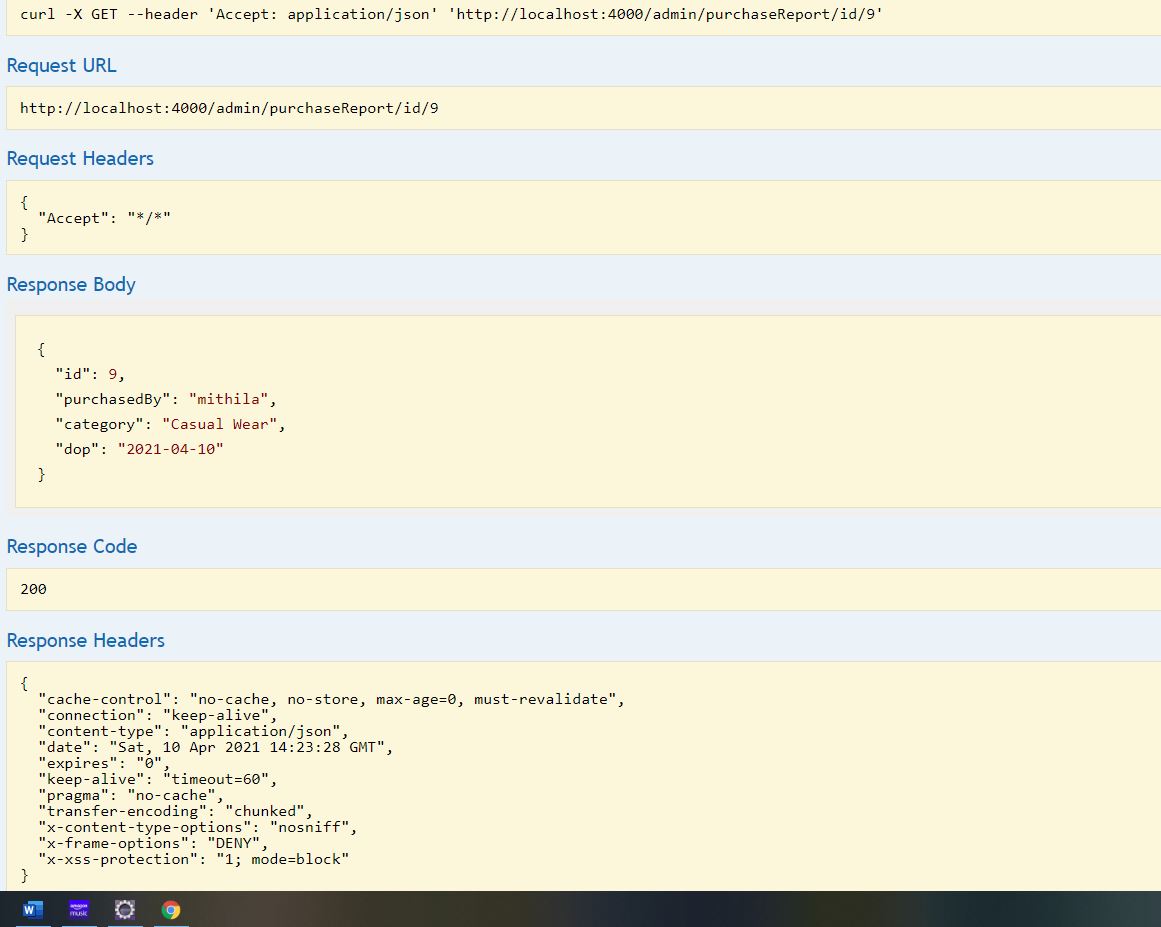 curl -X GET --header 'Accept: application/json' 'http://localhost:4000/admin/purchaseReport/id/9'
Request URL
http://localhost:4000/admin/purchaseReport/id/9
Request Headers
{
  "Accept": "*/*"
}
Response Body
{
  "id": 9,
  "purchasedBy": "mithila",
  "category": "Casual Wear",
  "dop": "2021-04-10"
}
Response Code
200
Response Headers
{
  "cache-control": "no-cache, no-store, max-age=0, must-revalidate",
  "connection": "keep-alive",
  "content-type": "application/json",
  "date": "Sat, 10 Apr 2021 14:23:28 GMT",
  "expires": "0",
  "keep-alive": "timeout=60",
  "pragma": "no-cache",
  "transfer-encoding": "chunked",
  "x-content-type-options": "nosniff",
  "x-frame-options": "DENY",
  "x-xss-protection": "1; mode=block"
}
W
amazon
music